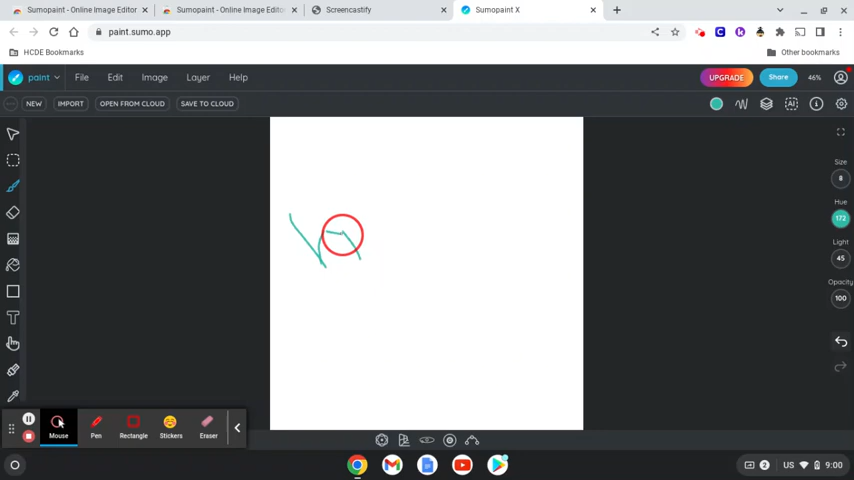 Sumopaint - Online Image Editor
Sumopaint - Online Image Editor
Screencastify
Sumopaint X
paint.sumo.app
HCDE Bookmarks
Other bookmarks
paint
File
Edit
Image
Layer
Help
UPGRADE
Share
46%
NEW
IMPORT
OPEN FROM CLOUD
SAVE TO CLOUD
AI
Size
8
Hue
172
Light
45
Opacity
100
Mouse
Pen
Rectangle
Stickers
Eraser
2
US
9:00